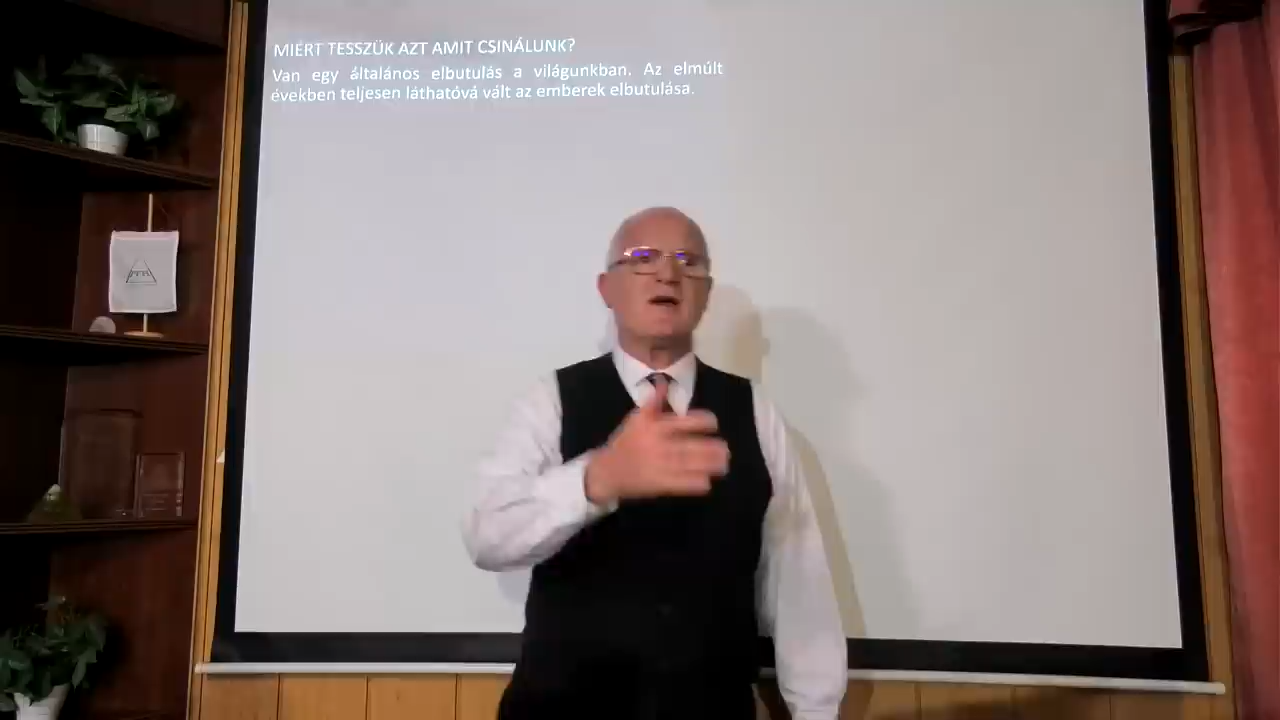 MIÉRT TESSZÜK AZT AMIT CSINÁLUNK?
Van egy általános elbutulás a világunkban. Az elmúlt
években teljesen láthatóvá vált az emberek elbutulása.